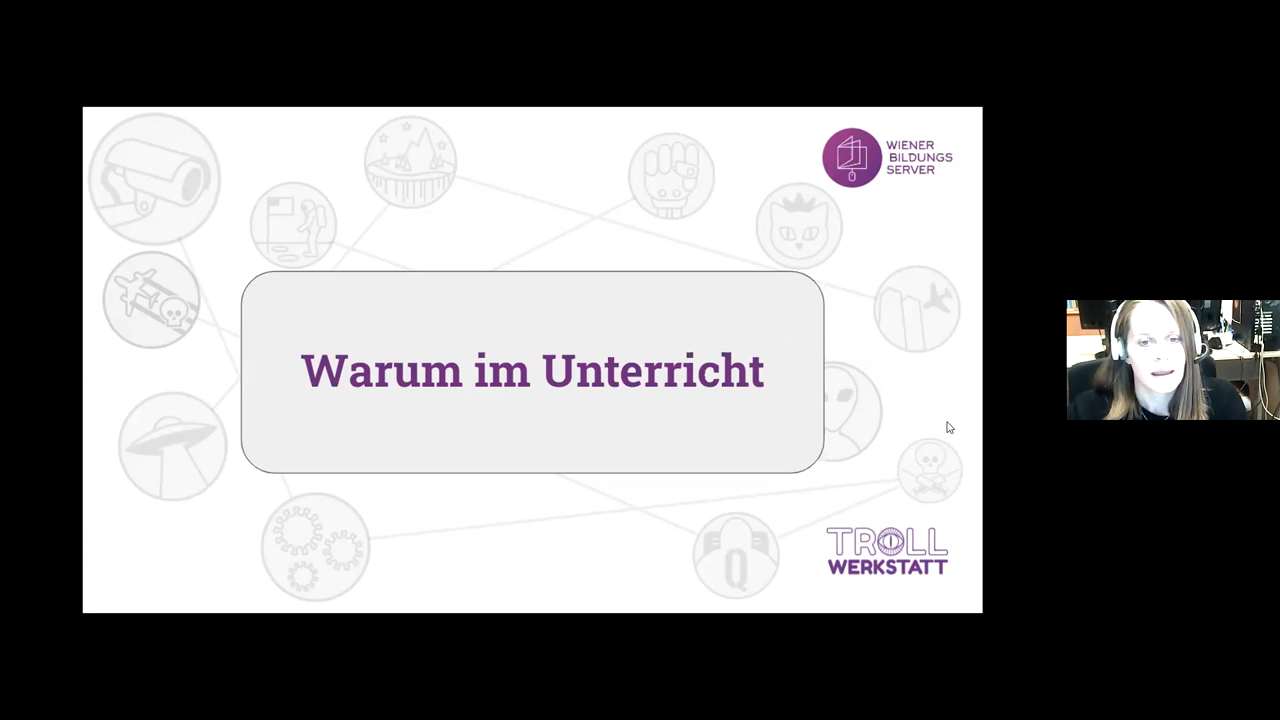 WIENER
BILDUNGS
SERVER
Warum im Unterricht
Q
TROLL
WERKSTATT